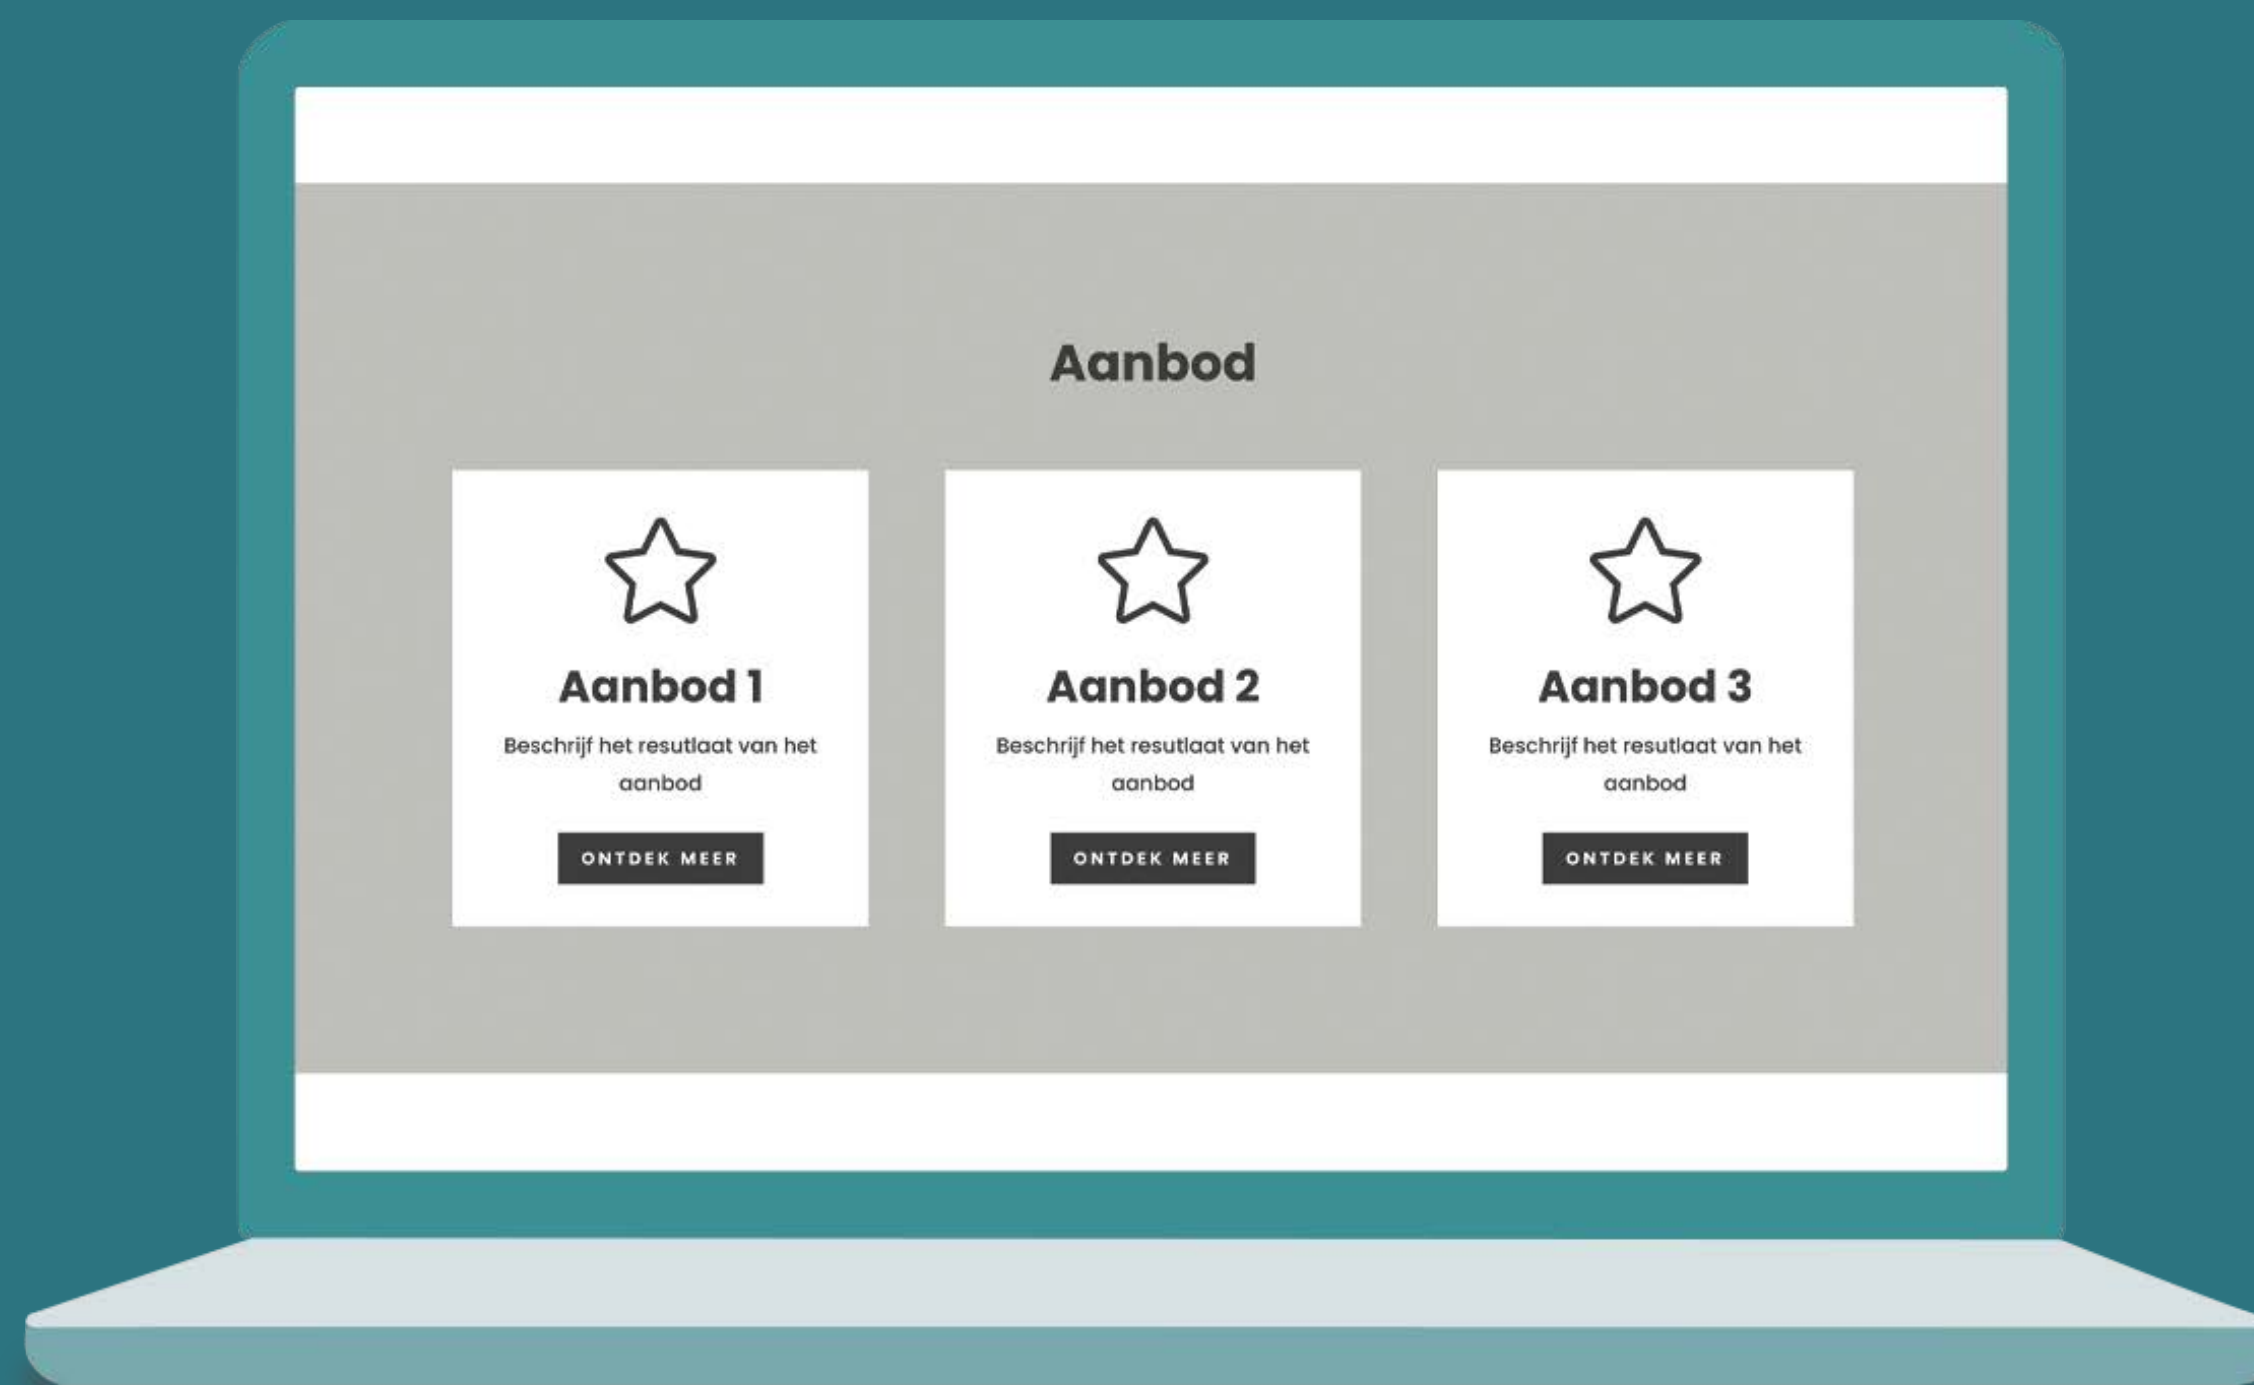 Aanbod
Aanbod 1
Beschrijf het resutlaat van het
aanbod
ONTDEK MEER
Aanbod 2
Beschrijf het resutlaat van het
aanbod
ONTDEK MEER
Aanbod 3
Beschrijf het resutlaat van het
aanbod
ONTDEK MEER